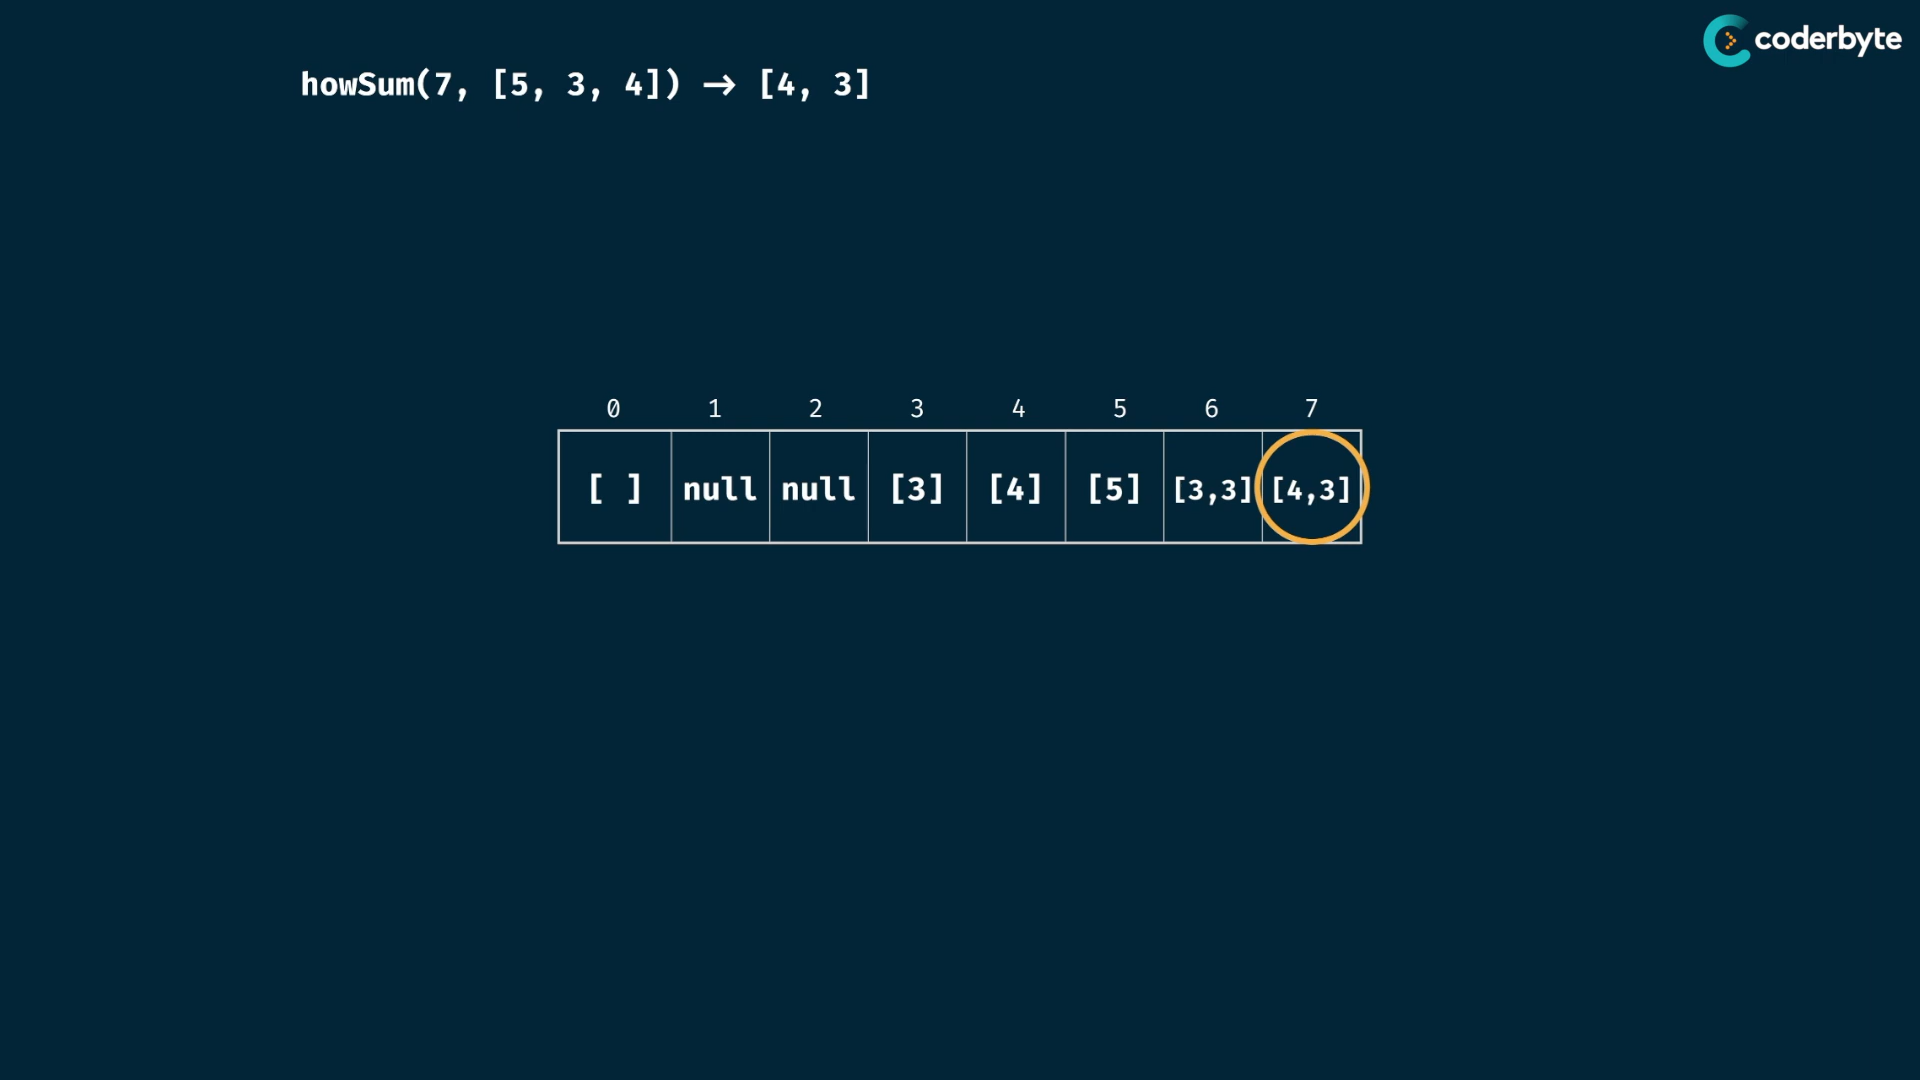 coderbyte
howSum(7, [5, 3, 4]) → [4, 3]
0 1 2 3 4 5 6 7
[ ] null null [3] [4] [5] [3,3] [4,3]